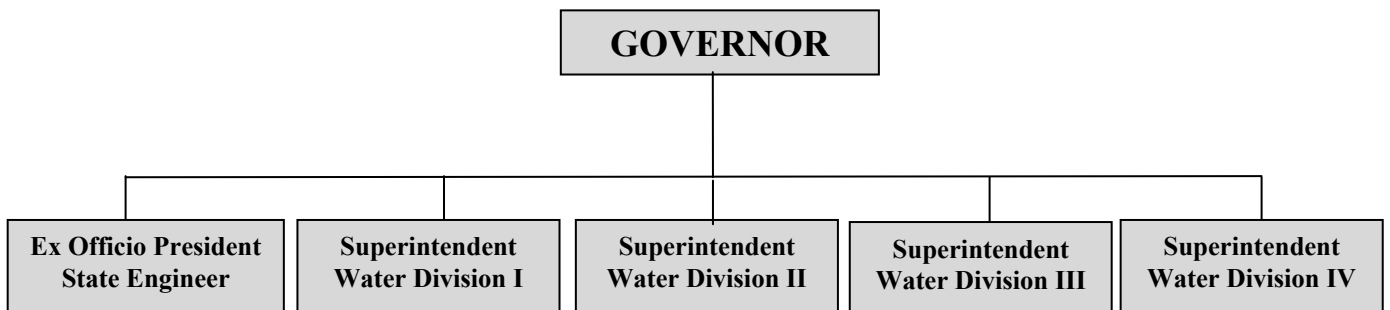 GOVERNOR
Ex Officio President
State Engineer
Superintendent
Water Division I
Superintendent
Water Division II
Superintendent
Water Division III
Superintendent
Water Division IV